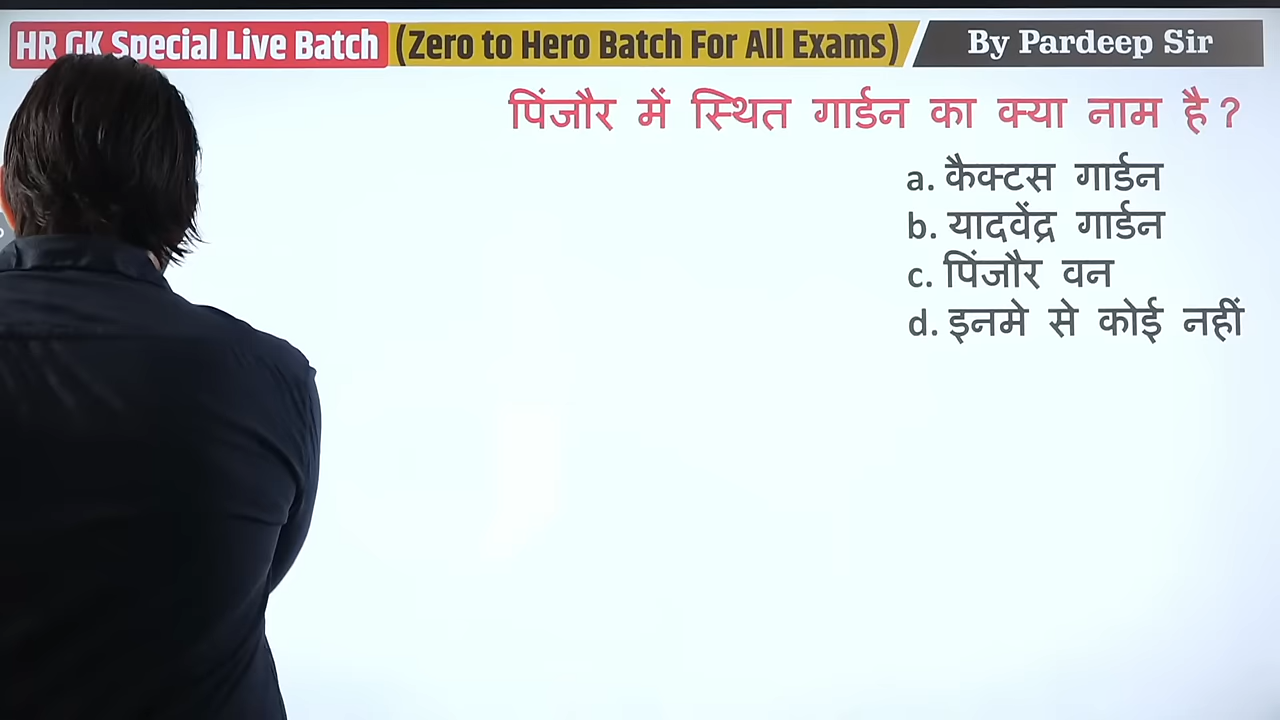 HR GK Special Live Batch (Zero to Hero Batch For All Exams) By Pardeep Sir
पिंजौर में स्थित गार्डन का क्या नाम है ?
a. कैक्टस गार्डन
b. यादवेंद्र गार्डन
c. पिंजौर वन
d. इनमे से कोई नहीं